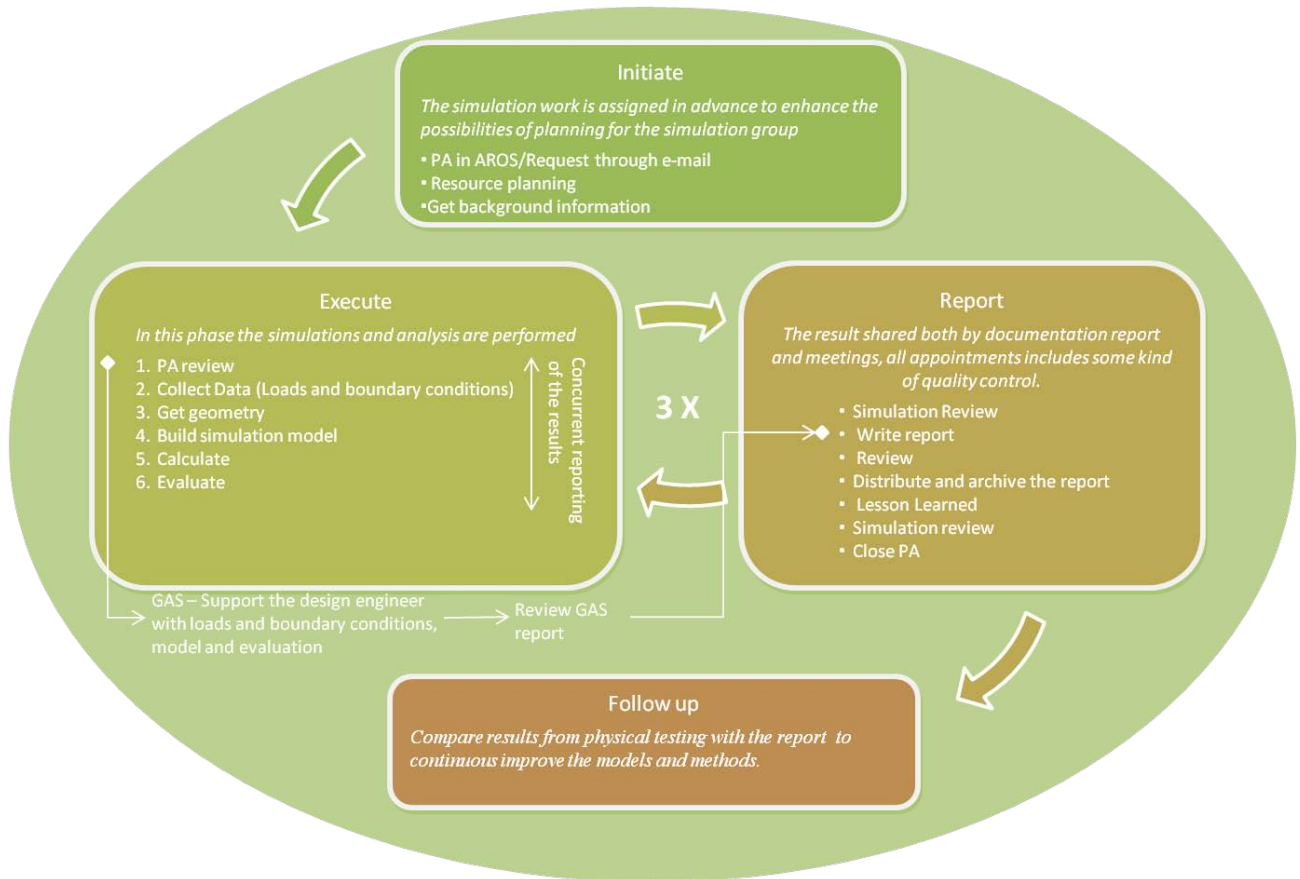 Initiate
The simulation work is assigned in advance to enhance the
possibilities of planning for the simulation group
• PA in AROS/Request through e-mail
• Resource planning
•Get background information
Execute
In this phase the simulations and analysis are performed
1. PA review
2. Collect Data (Loads and boundary conditions)
3. Get geometry
4. Build simulation model
5. Calculate
6. Evaluate
Concurrent reporting
of the results
3 X
Report
The result shared both by documentation report
and meetings, all appointments includes some kind
of quality control.
• Simulation Review
• Write report
• Review
• Distribute and archive the report
• Lesson Learned
• Simulation review
• Close PA
GAS – Support the design engineer
with loads and boundary conditions,
model and evaluation
Review GAS
report
Follow up
Compare results from physical testing with the report to
continuous improve the models and methods.